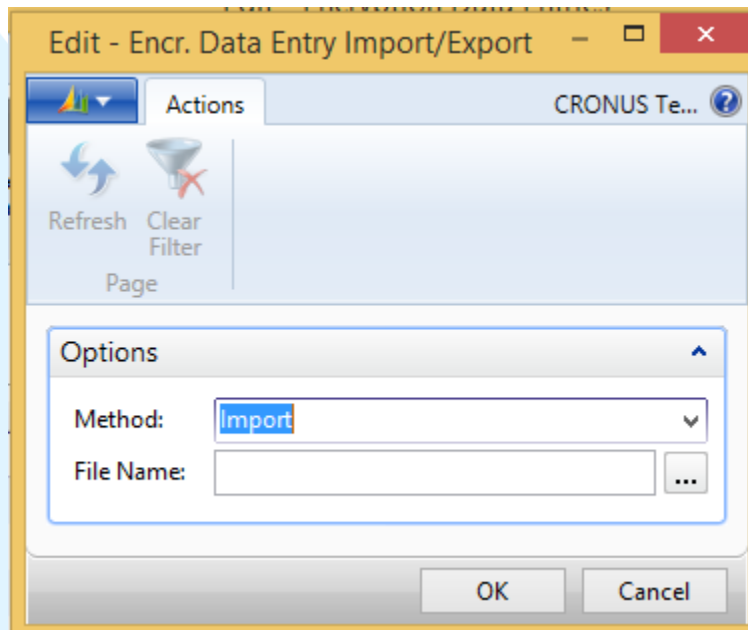 Edit - Encr. Data Entry Import/Export
Actions
CRONUS Te...
Refresh
Clear
Filter
Page
Options
Method:
Import
File Name:
...
OK
Cancel